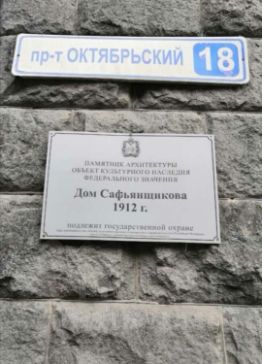 пр-т ОКТЯБРЬСКИЙ 18
ПАМЯТНИК АРХИТЕКТУРЫ
ОБЪЕКТ КУЛЬТУРНОГО НАСЛЕДИЯ
ФЕДЕРАЛЬНОГО ЗНАЧЕНИЯ
Дом Сафьянщикова
1912 г.
подлежит государственной охране